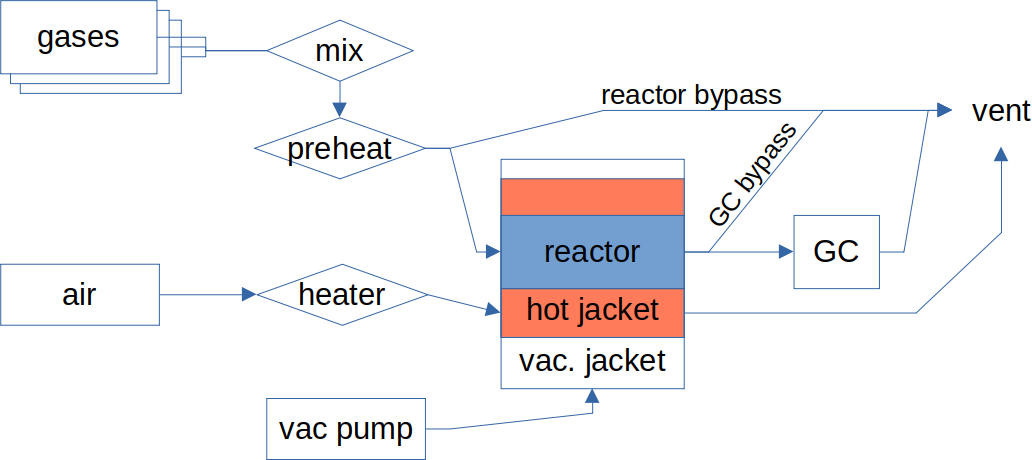 gases
mix
reactor bypass
vent
preheat
GC bypass
reactor
GC
air
heater
hot jacket
vac. jacket
vac pump